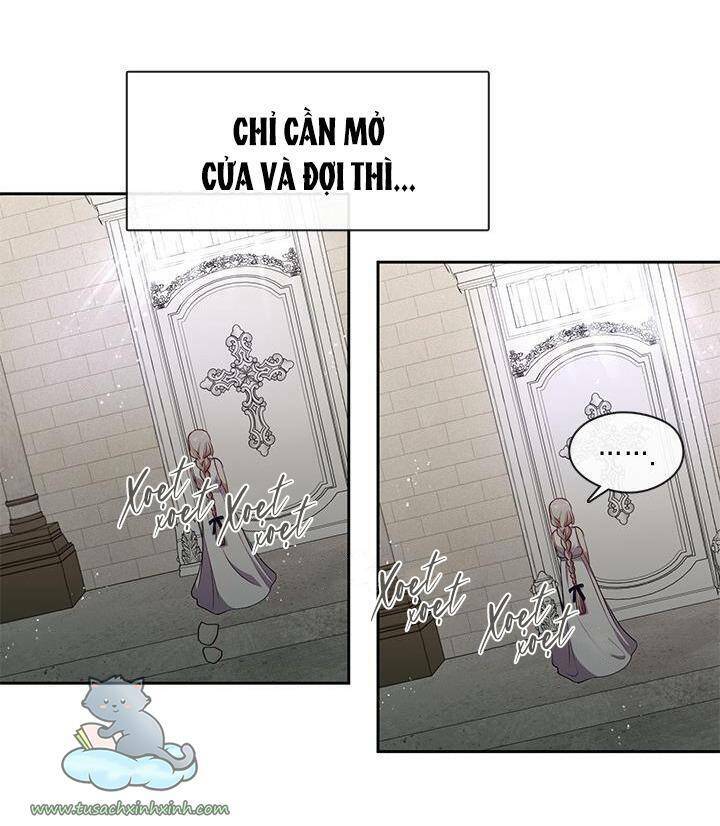 CHỈ CẦN MỞ
CỬA VÀ ĐỢI THÌ...
Xoẹt
xoẹt
Xoẹt
xoẹt
.......
Xoẹt
xoẹt
Xoẹt
xoẹt
www.tusachxinhxinh.com